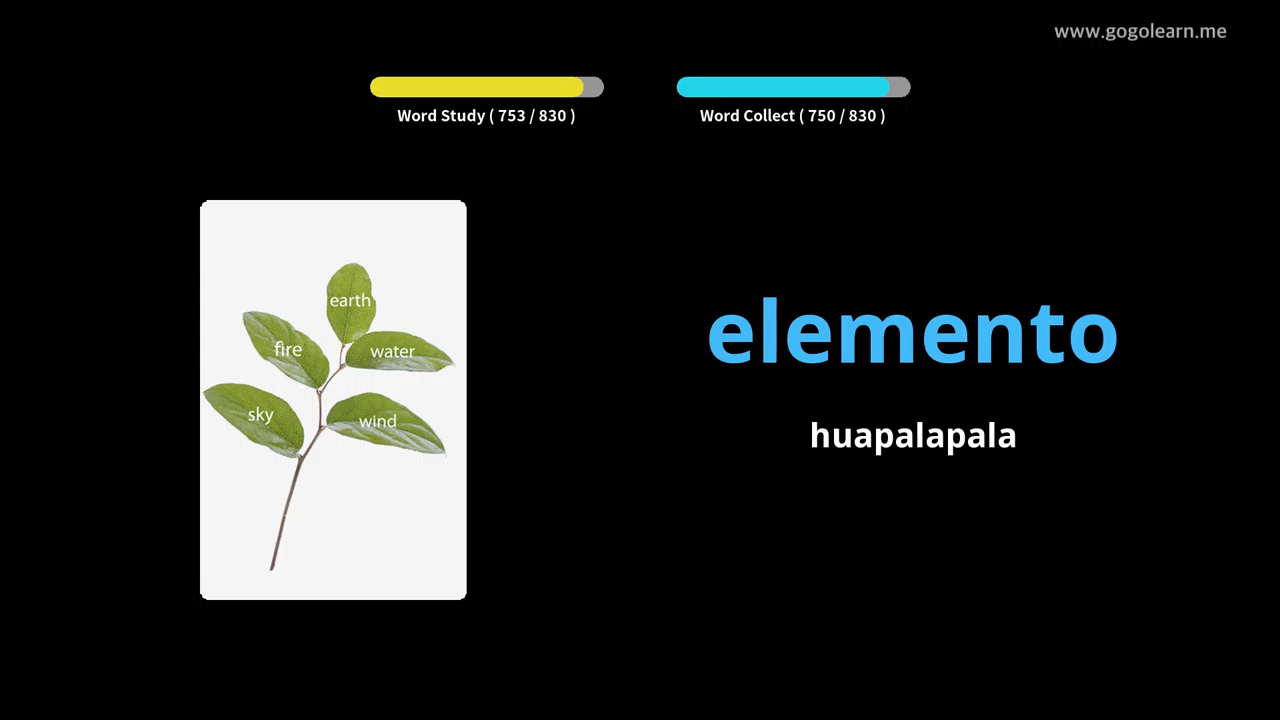 www.gogolearn.me
Word Study ( 753 / 830 )
Word Collect ( 750 / 830 )
earth
fire
water
sky
wind
elemento
huapalapala